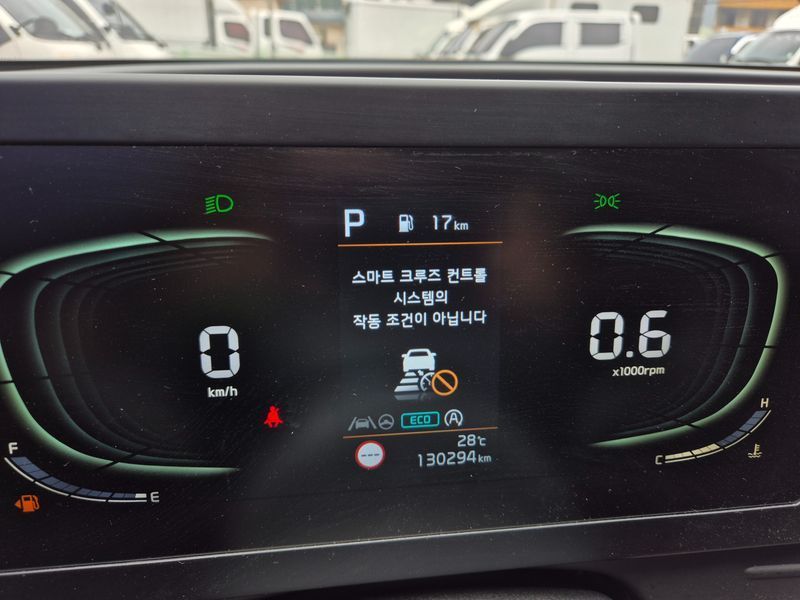 P 17km
스마트 크루즈 컨트롤
시스템의
작동 조건이 아닙니다
0
km/h
0.6
x1000rpm
ECO A
---
28℃
130294km
F
E
H
C